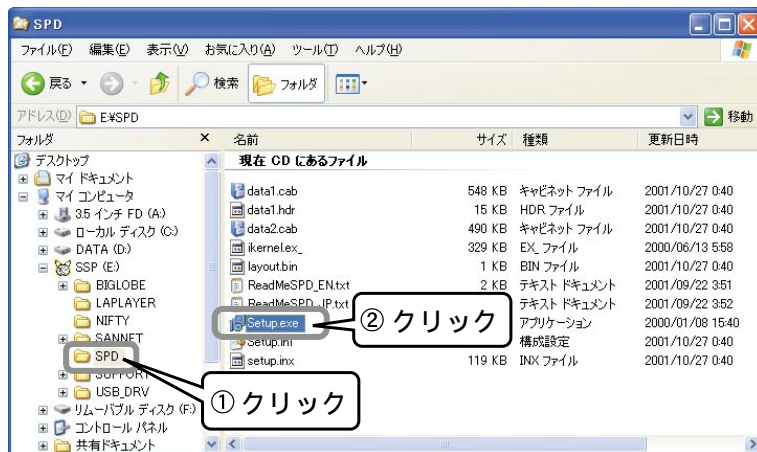 SPD
ファイル(F) 編集(E) 表示(V) お気に入り(A) ツール(T) ヘルプ(H)
戻る 検索 フォルダ
アドレス(D) E:¥SPD 移動
フォルダ × 名前 サイズ 種類 更新日時
デスクトップ
マイ ドキュメント
マイ コンピュータ
3.5 インチ FD (A:)
ローカル ディスク (C:)
DATA (D:)
SSP (E:)
BIGLOBE
LAPLAYER
NIFTY
SANNET
SPD
SUPPORT
USB_DRV
リムーバブル ディスク (F:)
コントロール パネル
共有ドキュメント
現在 CD にあるファイル
data1.cab 548 KB キャビネット ファイル 2001/10/27 0:40
data1.hdr 15 KB HDR ファイル 2001/10/27 0:40
data2.cab 490 KB キャビネット ファイル 2001/10/27 0:40
ikernel.ex_ 329 KB EX_ ファイル 2000/06/13 5:58
layout.bin 1 KB BIN ファイル 2001/10/27 0:40
ReadMeSPD_EN.txt 2 KB テキスト ドキュメント 2001/09/22 3:51
ReadMeSPD_JP.txt テキスト ドキュメント 2001/09/22 3:52
Setup.exe アプリケーション 2000/01/08 15:40
Setup.ini 構成設定 2001/10/27 0:40
setup.inx 119 KB INX ファイル 2001/10/27 0:40
② クリック
① クリック